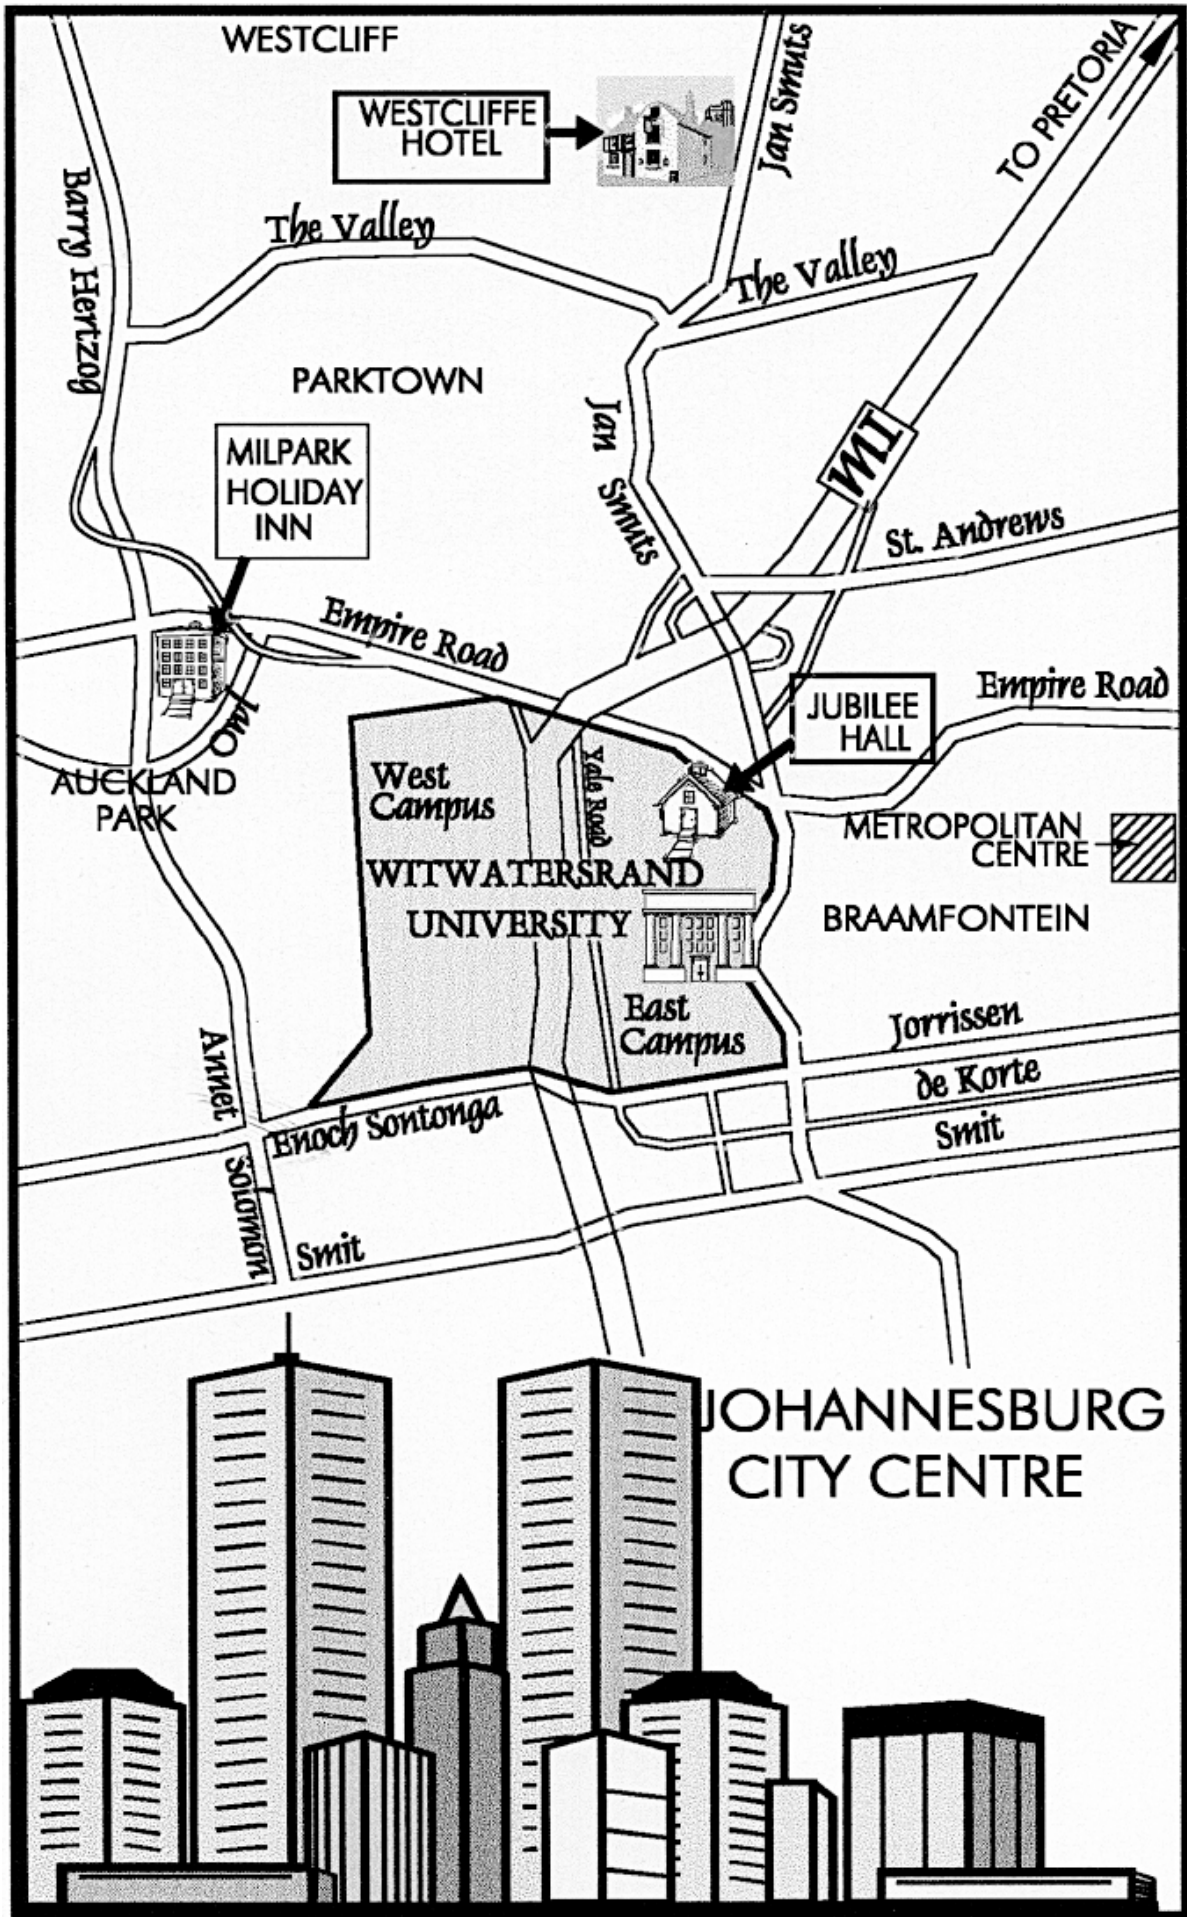 WESTCLIFF
Jan Smuts
TO PRETORIA
WESTCLIFFE
HOTEL
Barry Hertzog
The Valley
The Valley
PARKTOWN
Jan Smuts
M1
MILPARK
HOLIDAY
INN
St. Andrews
Empire Road
Empire Road
JUBILEE
HALL
Owl
AUCKLAND
PARK
West
Campus
Yale Road
METROPOLITAN
CENTRE
WITWATERSRAND
UNIVERSITY
BRAAMFONTEIN
East
Campus
Jorrissen
de Korte
Smit
Annet
Solomon
Enoch Sontonga
Smit
JOHANNESBURG
CITY CENTRE